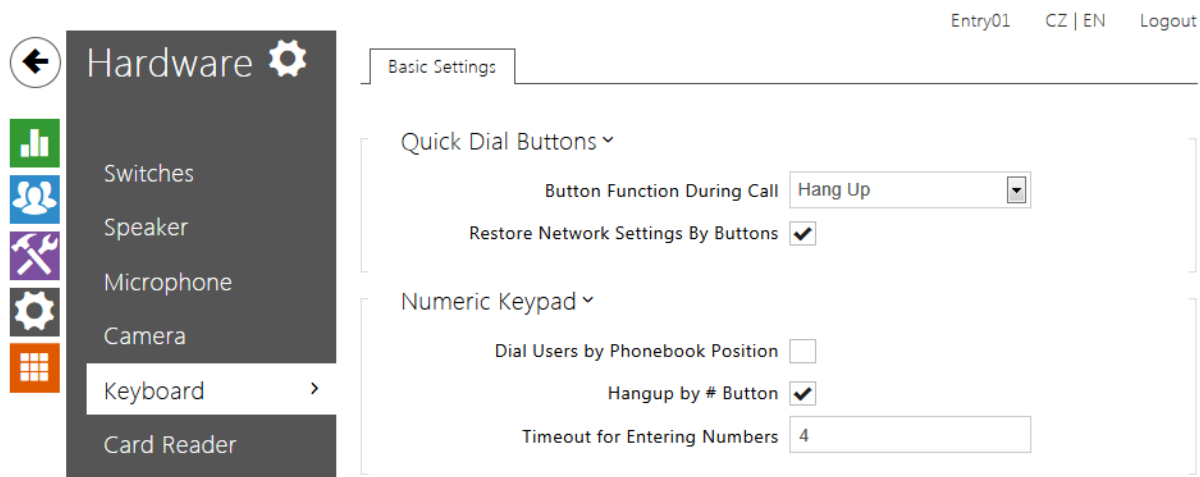 Entry01 CZ | EN Logout
Hardware
Basic Settings
Switches
Speaker
Microphone
Camera
Keyboard
Card Reader
Quick Dial Buttons
Button Function During Call Hang Up
Restore Network Settings By Buttons
Numeric Keypad
Dial Users by Phonebook Position
Hangup by # Button
Timeout for Entering Numbers 4